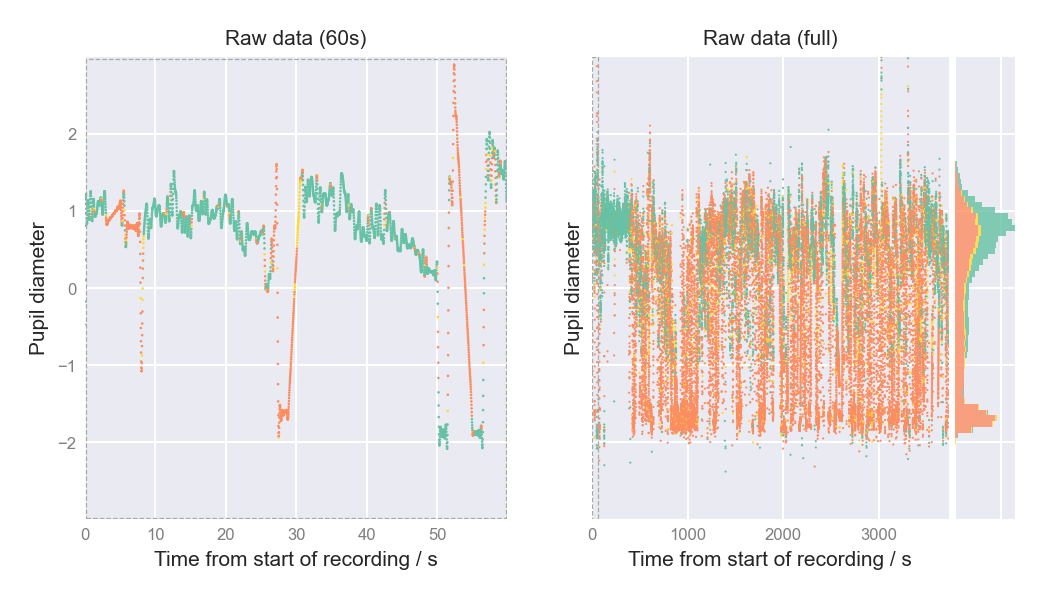 Raw data (60s)
Raw data (full)
Pupil diameter
2
1
0
−1
−2
0
10
20
30
40
50
Time from start of recording / s
Pupil diameter
0
1000
2000
3000
Time from start of recording / s